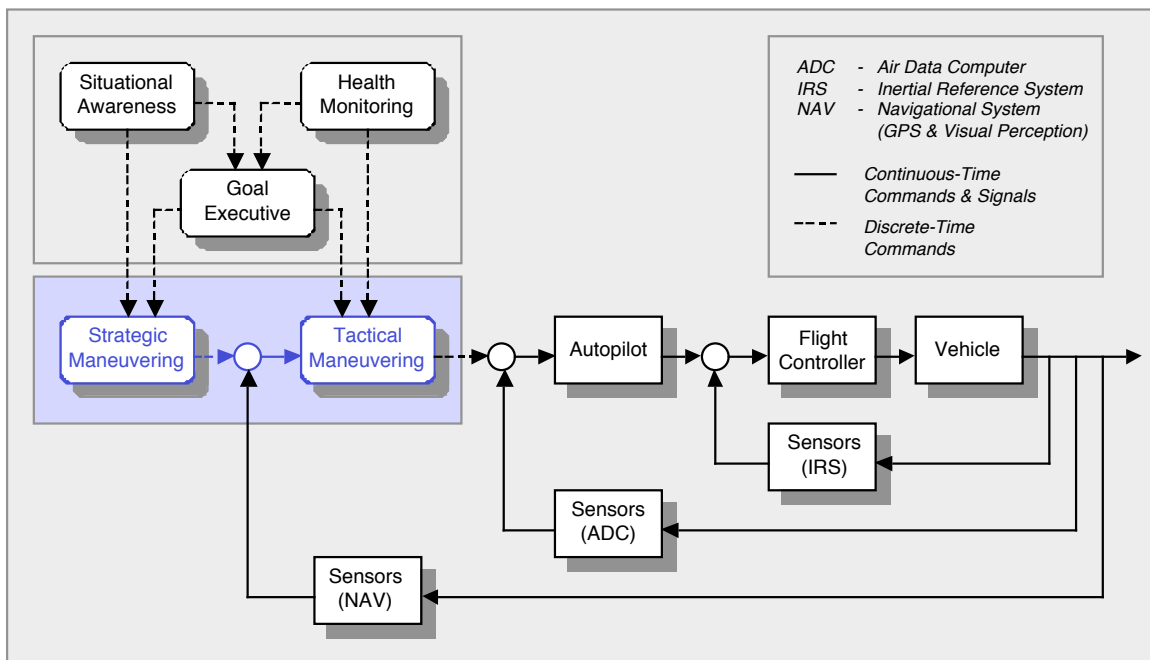 Situational
Awareness
Health
Monitoring
Goal
Executive
ADC - Air Data Computer
IRS - Inertial Reference System
NAV - Navigational System
(GPS & Visual Perception)
Continuous-Time
Commands & Signals
Discrete-Time
Commands
Strategic
Maneuvering
Tactical
Maneuvering
Autopilot
Flight
Controller
Vehicle
Sensors
(IRS)
Sensors
(ADC)
Sensors
(NAV)